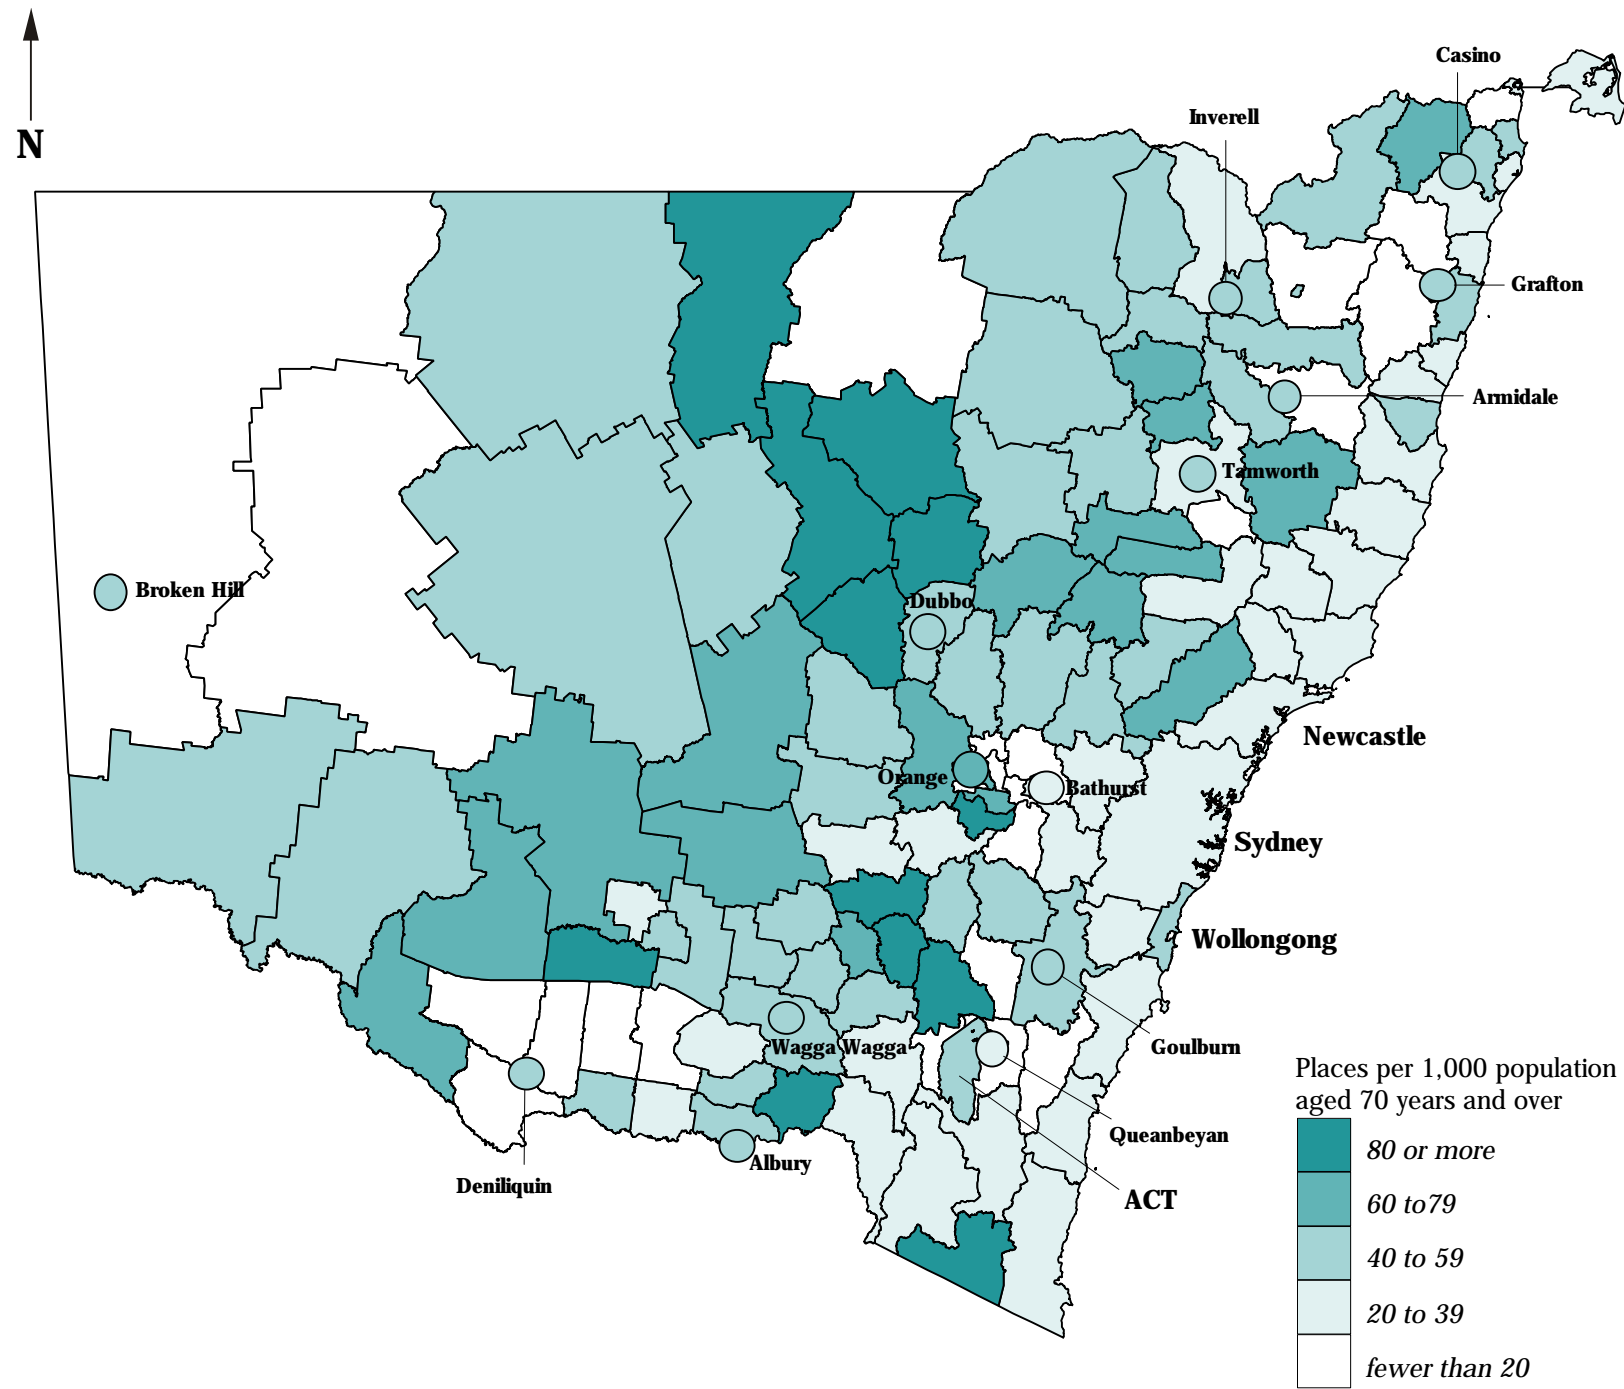 Casino
Inverell
N
Grafton
Armidale
Tamworth
Broken Hill
Dubbo
Newcastle
Orange
Bathurst
Sydney
Wollongong
Wagga Wagga
Goulburn
Queanbeyan
Albury
Deniliquin
ACT
Places per 1,000 population
aged 70 years and over
80 or more
60 to79
40 to 59
20 to 39
fewer than 20